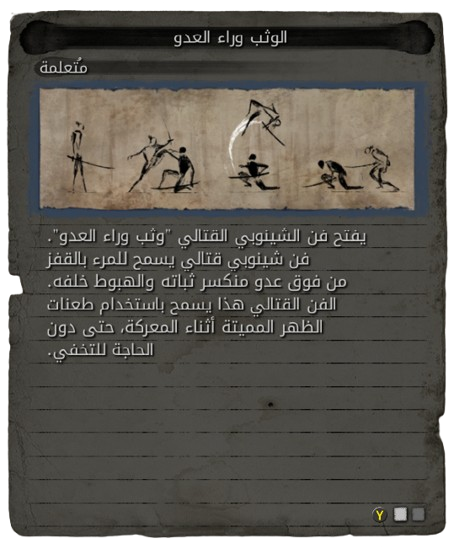 الوثب وراء العدو
مُتعلمة
يفتح فن الشينوبي القتالي "وثب وراء العدو".
فن شينوبي قتالي يسمح للمرء بالقفز
من فوق عدو منكسر ثباته والهبوط خلفه.
الفن القتالي هذا يسمح باستخدام طعنات
الظهر المميتة أثناء المعركة، حتى دون
الحاجة للتخفي.
Y